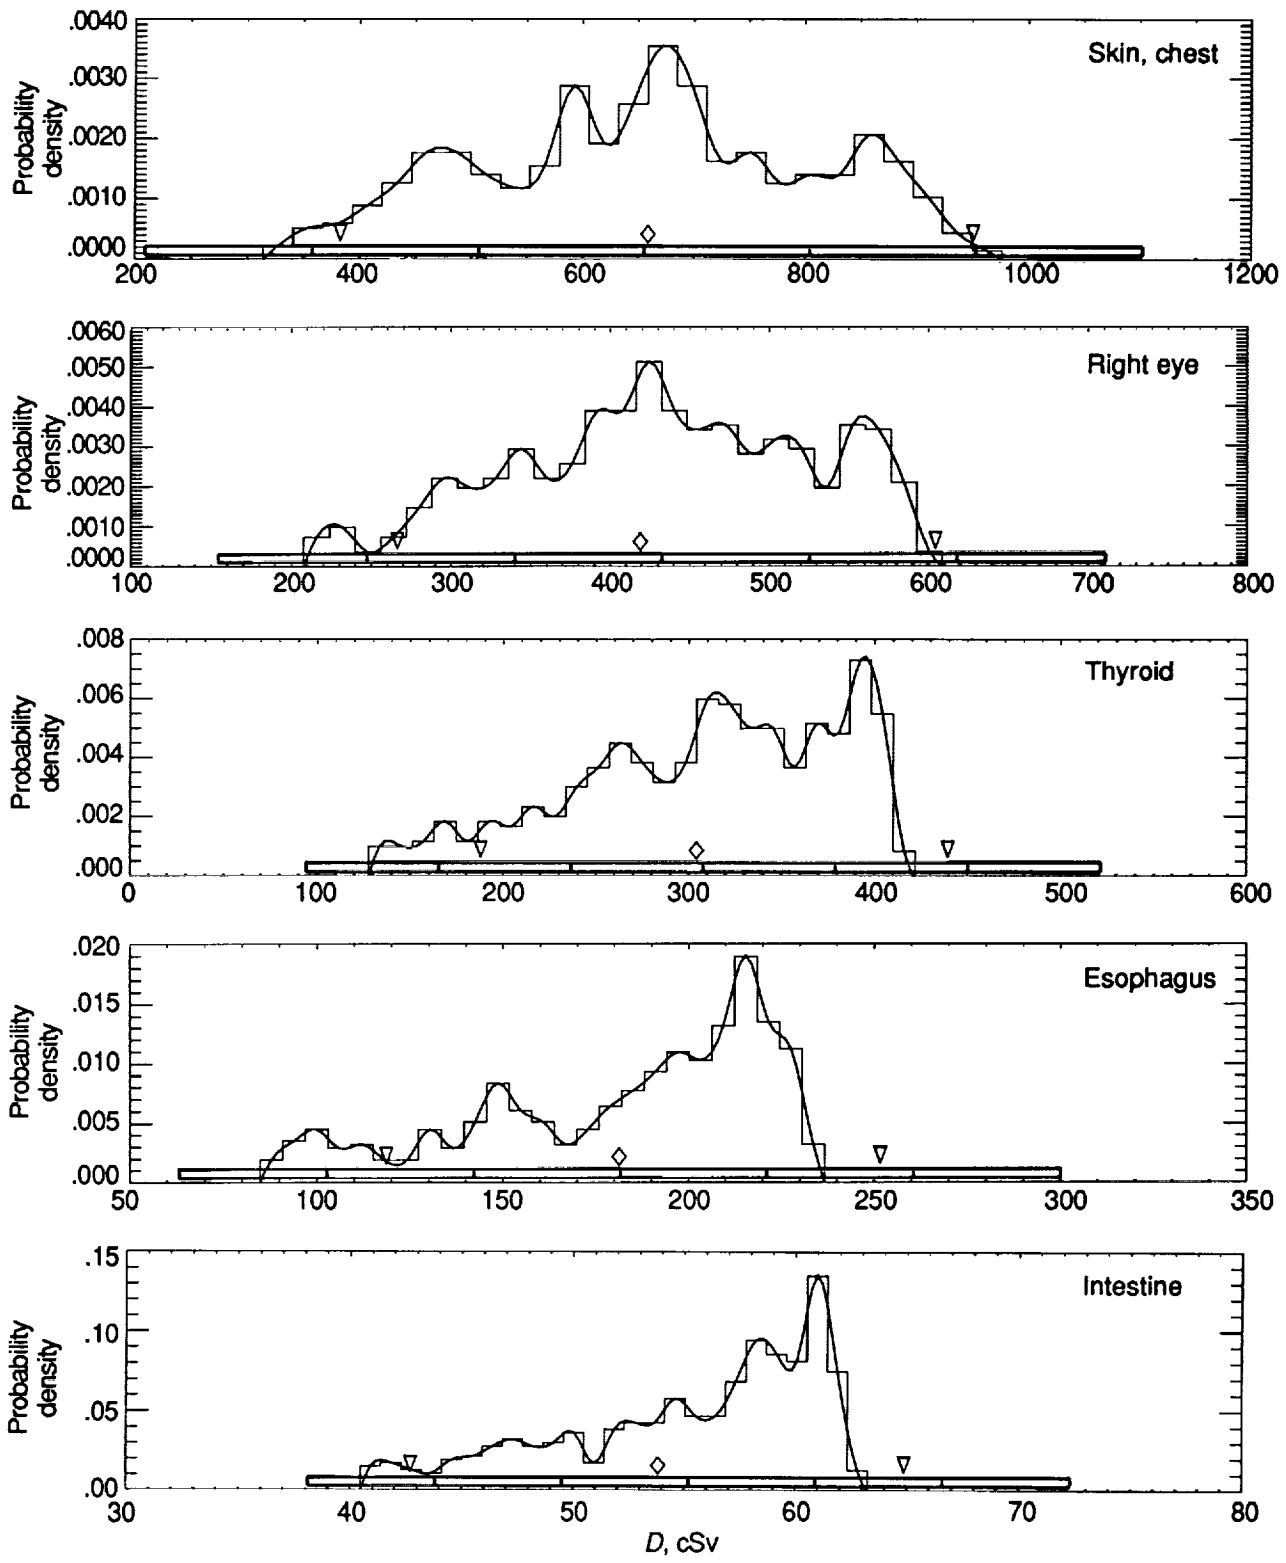 .0040
.0030
.0020
.0010
.0000
Probability
density
Skin, chest
200 400 600 800 1000 1200
.0060
.0050
.0040
.0030
.0020
.0010
.0000
Probability
density
Right eye
100 200 300 400 500 600 700 800
.008
.006
.004
.002
.000
Probability
density
Thyroid
0 100 200 300 400 500 600
.020
.015
.010
.005
.000
Probability
density
Esophagus
50 100 150 200 250 300 350
.15
.10
.05
.00
Probability
density
Intestine
30 40 50 60 70 80
D, cSv